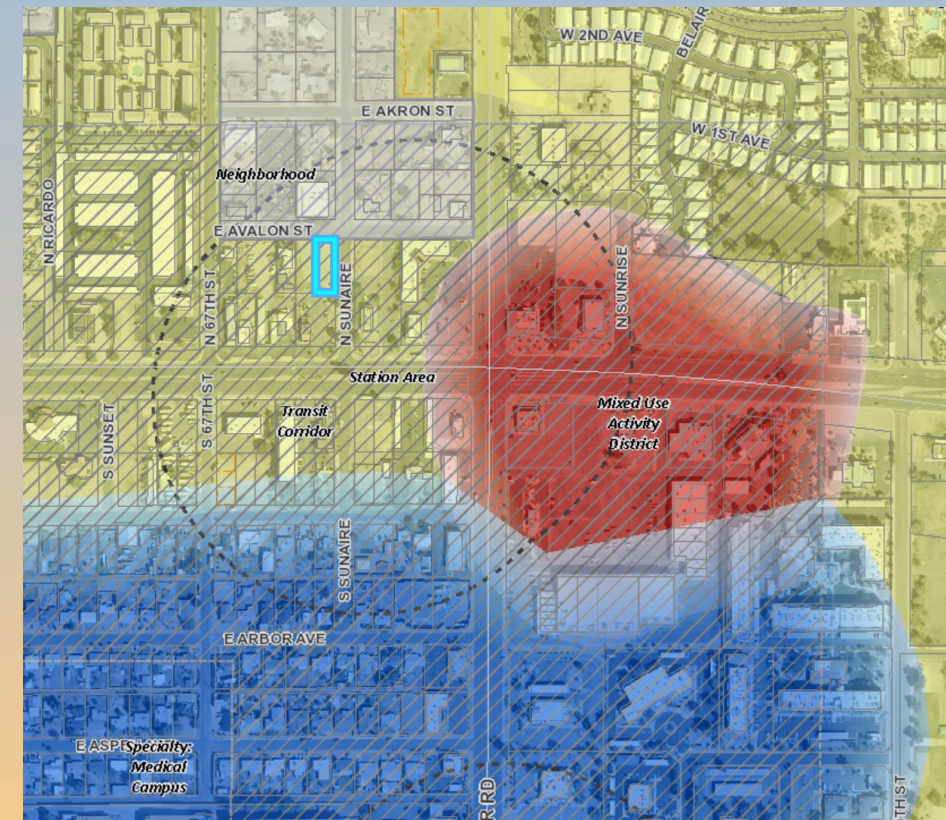 W 2ND AVE
BELAIR
E AKRON ST
W 1ST AVE
Neighborhood
N RICARDO
E AVALON ST
N 67TH ST
N SUNAIRE
N SUNRISE
Station Area
Transit
Corridor
Mixed Use
Activity
District
S SUNSET
S 67TH ST
S SUNAIRE
E ARBOR AVE
Specialty:
Medical
Campus
E ASPE
R RD
TH ST